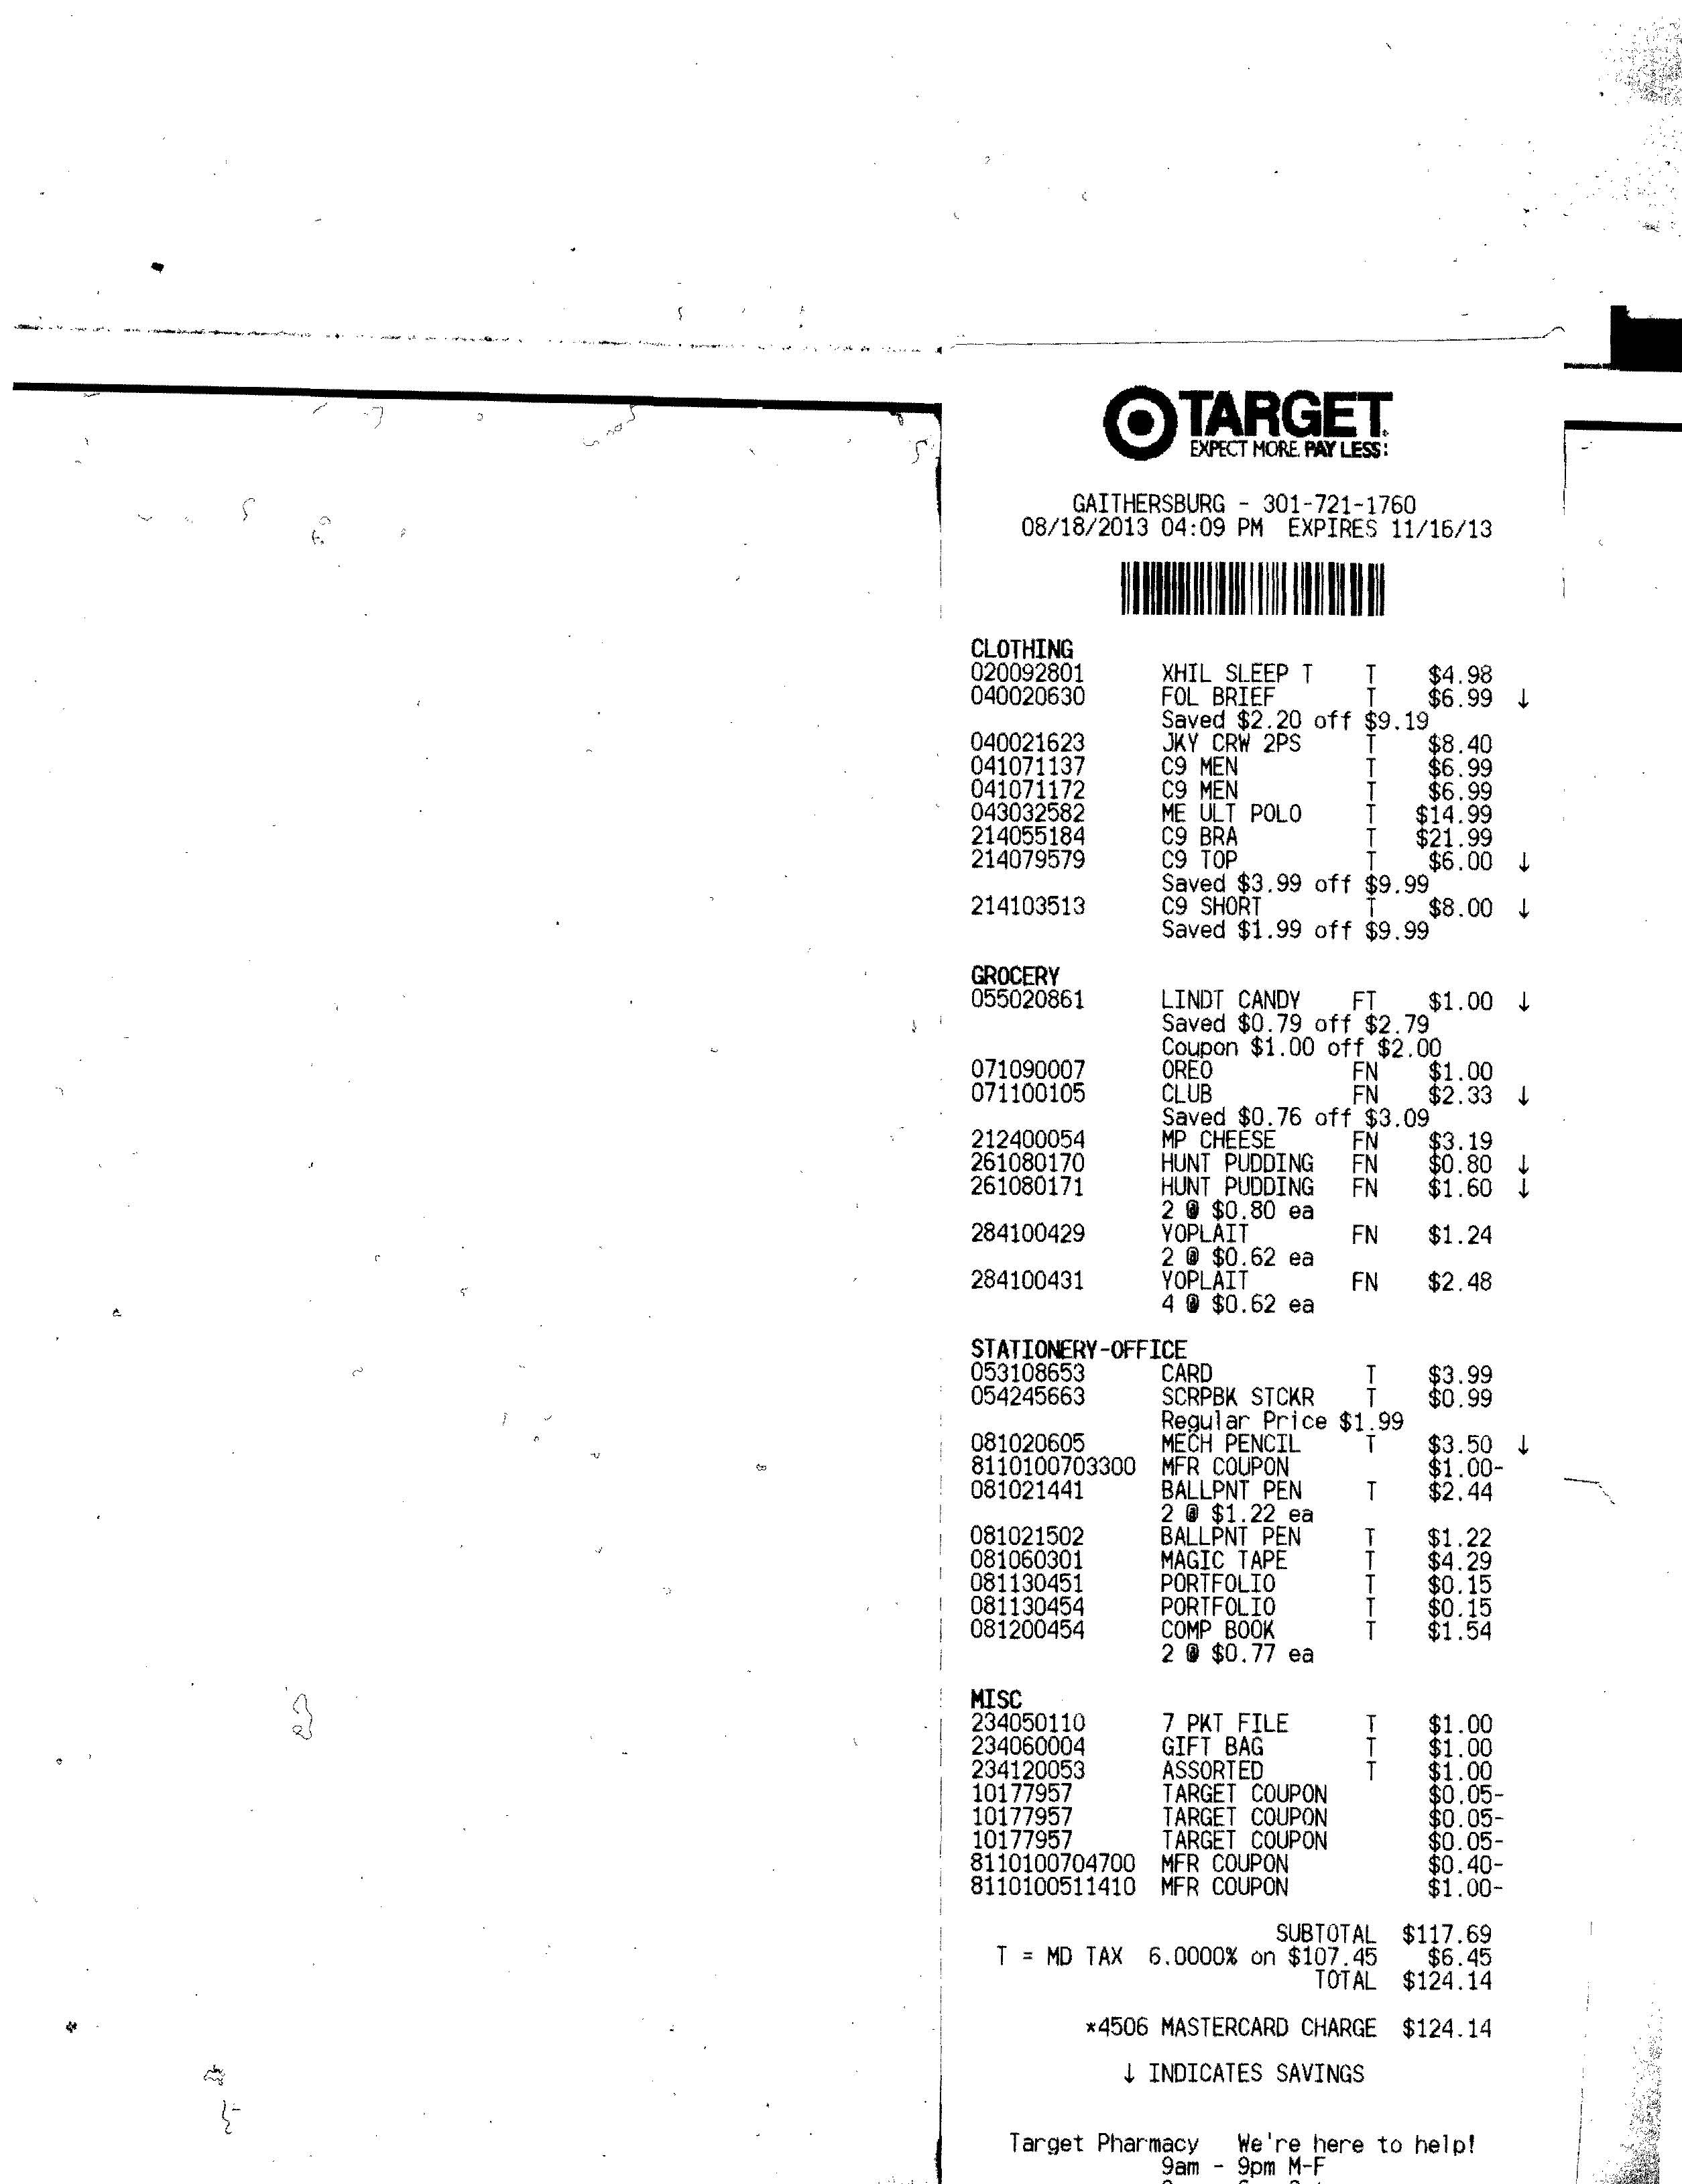 TARGET
EXPECT MORE. PAY LESS.
GAITHERSBURG - 301-721-1760
08/18/2013 04:09 PM EXPIRES 11/16/13
CLOTHING
020092801 XHIL SLEEP T T $4.98
040020630 FOL BRIEF T $6.99 ↓
Saved $2.20 off $9.19
040021623 JKY CRW 2PS T $8.40
041071137 C9 MEN T $6.99
041071172 C9 MEN T $6.99
043032582 ME ULT POLO T $14.99
214055184 C9 BRA T $21.99
214079579 C9 TOP T $6.00 ↓
Saved $3.99 off $9.99
214103513 C9 SHORT T $8.00 ↓
Saved $1.99 off $9.99
GROCERY
055020861 LINDT CANDY FT $1.00 ↓
Saved $0.79 off $2.79
Coupon $1.00 off $2.00
071090007 OREO FN $1.00
071100105 CLUB FN $2.33 ↓
Saved $0.76 off $3.09
212400054 MP CHEESE FN $3.19
261080170 HUNT PUDDING FN $0.80 ↓
261080171 HUNT PUDDING FN $1.60 ↓
2 @ $0.80 ea
284100429 YOPLAIT FN $1.24
2 @ $0.62 ea
284100431 YOPLAIT FN $2.48
4 @ $0.62 ea
STATIONERY-OFFICE
053108653 CARD T $3.99
054245663 SCRPBK STCKR T $0.99
Regular Price $1.99
081020605 MECH PENCIL T $3.50 ↓
8110100703300 MFR COUPON $1.00-
081021441 BALLPNT PEN T $2.44
2 @ $1.22 ea
081021502 BALLPNT PEN T $1.22
081060301 MAGIC TAPE T $4.29
081130451 PORTFOLIO T $0.15
081130454 PORTFOLIO T $0.15
081200454 COMP BOOK T $1.54
2 @ $0.77 ea
MISC
234050110 7 PKT FILE T $1.00
234060004 GIFT BAG T $1.00
234120053 ASSORTED T $1.00
10177957 TARGET COUPON $0.05-
10177957 TARGET COUPON $0.05-
10177957 TARGET COUPON $0.05-
8110100704700 MFR COUPON $0.40-
8110100511410 MFR COUPON $1.00-
SUBTOTAL $117.69
T = MD TAX 6.0000% on $107.45 $6.45
TOTAL $124.14
*4506 MASTERCARD CHARGE $124.14
↓ INDICATES SAVINGS
Target Pharmacy We're here to help!
9am - 9pm M-F